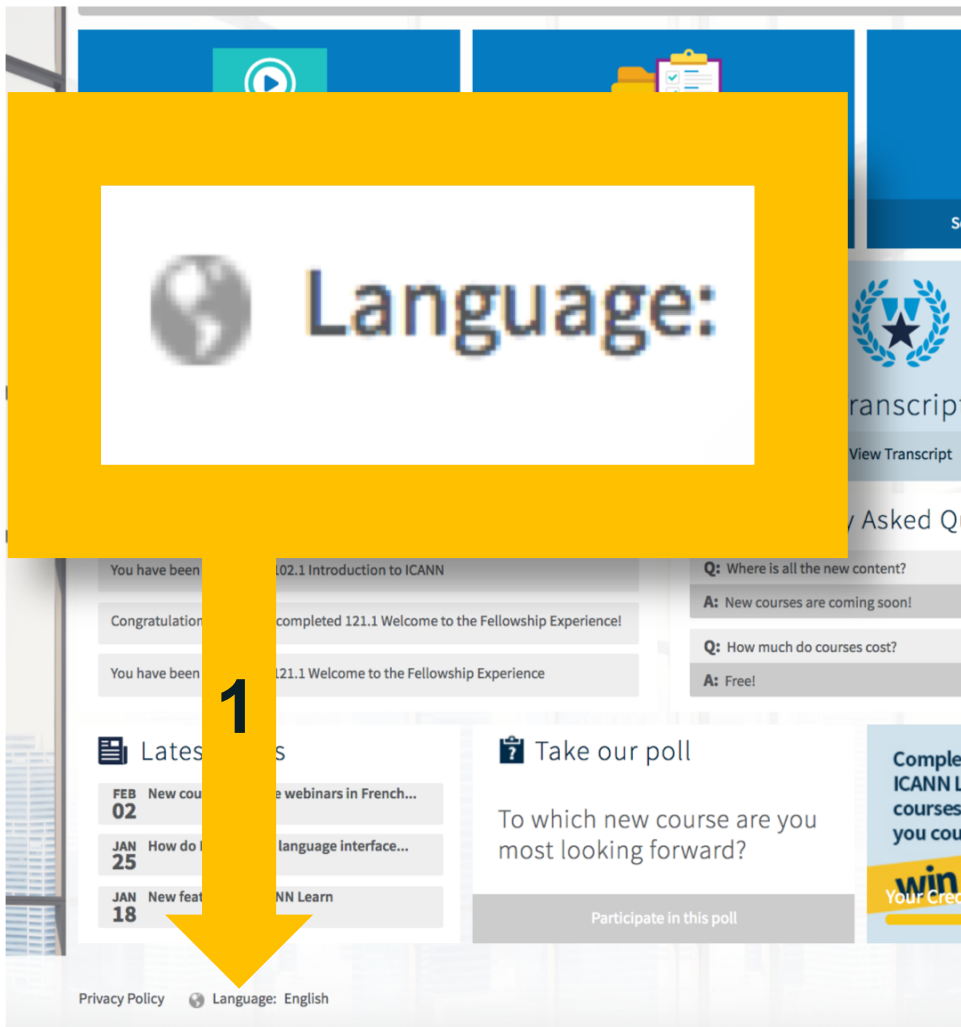 Language:
ranscrip
View Transcript
Asked
You have been 102.1 Introduction to ICANN
Q: Where is all the new content?
A: New courses are coming soon!
Congratulation completed 121.1 Welcome to the Fellowship Experience!
Q: How much do courses cost?
You have been 121.1 Welcome to the Fellowship Experience
A: Free!
1
Lates s
FEB 02 New cou e webinars in French...
JAN 25 How do language interface...
JAN 18 New feat NN Learn
Take our poll
To which new course are you
most looking forward?
Participate in this poll
Comple
ICANN L
courses
you cou
win
Your Cred
Privacy Policy
Language: English